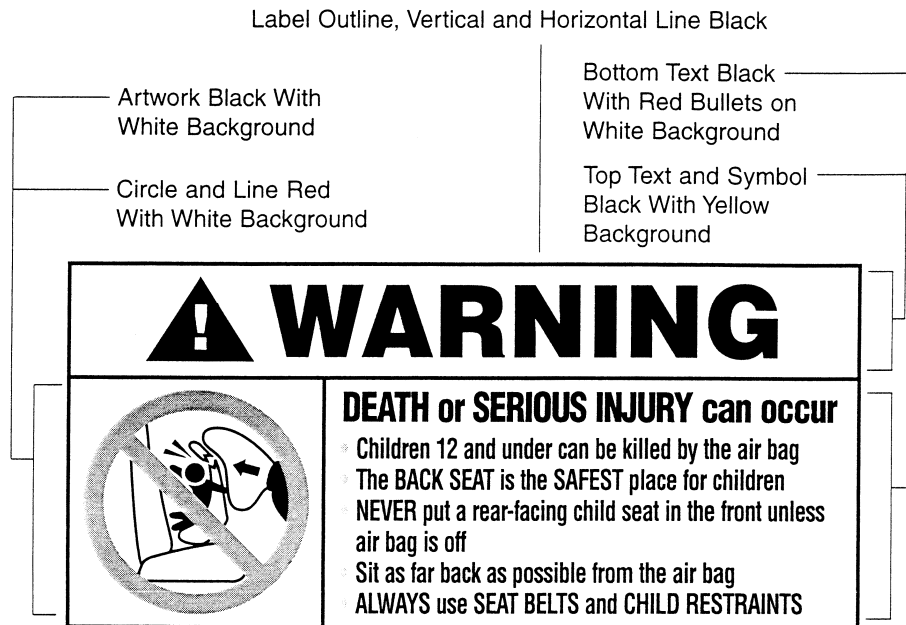 Label Outline, Vertical and Horizontal Line Black
Artwork Black With
White Background
Circle and Line Red
With White Background
Bottom Text Black
With Red Bullets on
White Background
Top Text and Symbol
Black With Yellow
Background
! WARNING
DEATH or SERIOUS INJURY can occur
Children 12 and under can be killed by the air bag
The BACK SEAT is the SAFEST place for children
NEVER put a rear-facing child seat in the front unless
air bag is off
Sit as far back as possible from the air bag
ALWAYS use SEAT BELTS and CHILD RESTRAINTS